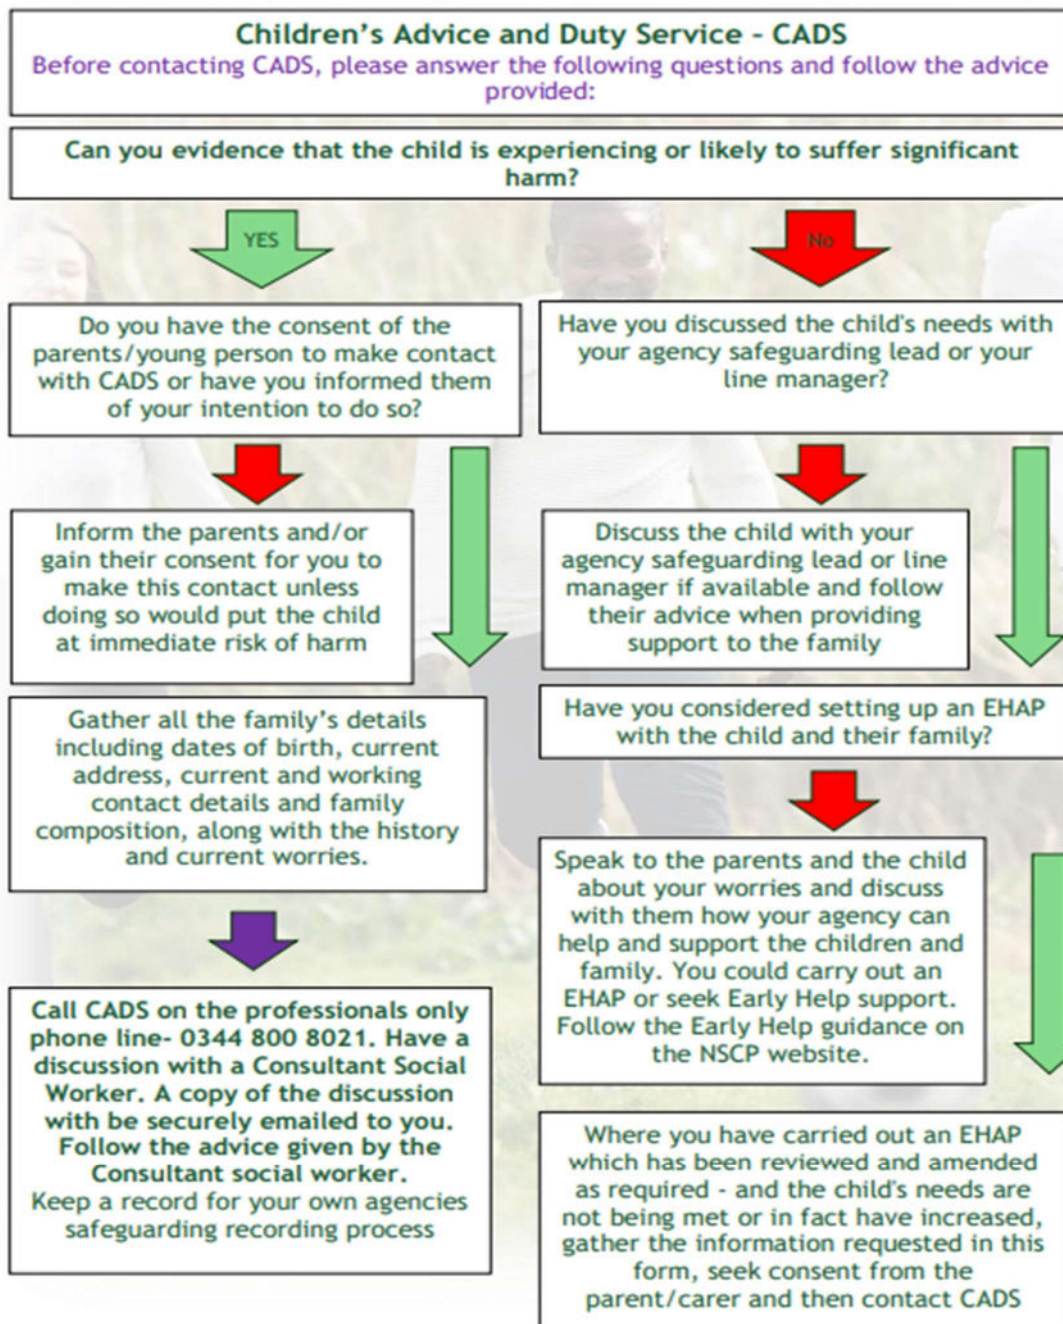 Children's Advice and Duty Service - CADS
Before contacting CADS, please answer the following questions and follow the advice
provided:
Can you evidence that the child is experiencing or likely to suffer significant
harm?
YES
No
Do you have the consent of the
parents/young person to make contact
with CADS or have you informed them
of your intention to do so?
Have you discussed the child's needs with
your agency safeguarding lead or your
line manager?
Inform the parents and/or
gain their consent for you to
make this contact unless
doing so would put the child
at immediate risk of harm
Discuss the child with your
agency safeguarding lead or line
manager if available and follow
their advice when providing
support to the family
Gather all the family's details
including dates of birth, current
address, current and working
contact details and family
composition, along with the history
and current worries.
Have you considered setting up an EHAP
with the child and their family?
Speak to the parents and the child
about your worries and discuss
with them how your agency can
help and support the children and
family. You could carry out an
EHAP or seek Early Help support.
Follow the Early Help guidance on
the NSCP website.
Call CADS on the professionals only
phone line- 0344 800 8021. Have a
discussion with a Consultant Social
Worker. A copy of the discussion
with be securely emailed to you.
Follow the advice given by the
Consultant social worker.
Keep a record for your own agencies
safeguarding recording process
Where you have carried out an EHAP
which has been reviewed and amended
as required - and the child's needs are
not being met or in fact have increased,
gather the information requested in this
form, seek consent from the
parent/carer and then contact CADS